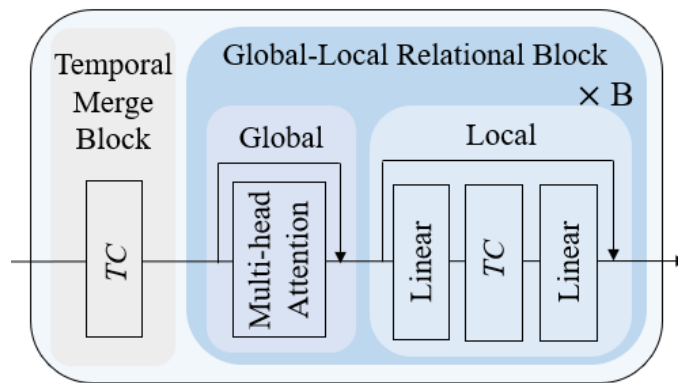 Temporal
Merge
Block
Global-Local Relational Block
× B
Global
Local
TC
Multi-head
Attention
Linear
TC
Linear